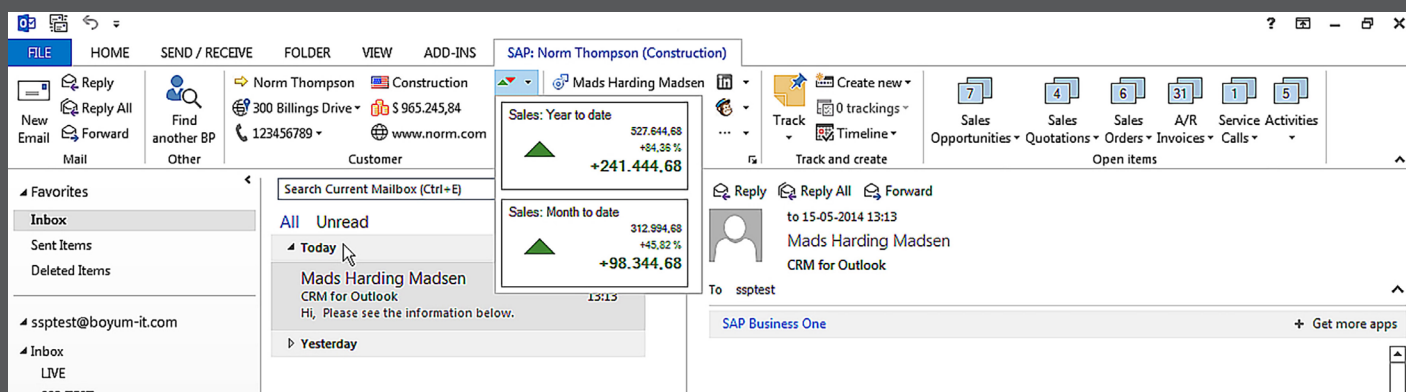 FILE HOME SEND / RECEIVE FOLDER VIEW ADD-INS SAP: Norm Thompson (Construction)
New Email
Reply
Reply All
Forward
Mail
Find another BP
Other
Norm Thompson Construction
300 Billings Drive $ 965.245,84
123456789 www.norm.com
Customer
Mads Harding Madsen
Sales: Year to date
527.644,68
+84,36 %
+241.444,68
Sales: Month to date
312.994,68
+45,82 %
+98.344,68
Track
Create new
0 trackings
Timeline
Track and create
7 Sales Opportunities
4 Sales Quotations
6 Sales Orders
31 A/R Invoices
1 Service Calls
5 Activities
Open items
Favorites
Inbox
Sent Items
Deleted Items
ssptest@boyum-it.com
Inbox
LIVE
Search Current Mailbox (Ctrl+E)
All Unread
Today
Mads Harding Madsen
CRM for Outlook 13:13
Hi, Please see the information below.
Yesterday
Reply Reply All Forward
to 15-05-2014 13:13
Mads Harding Madsen
CRM for Outlook
To ssptest
SAP Business One + Get more apps